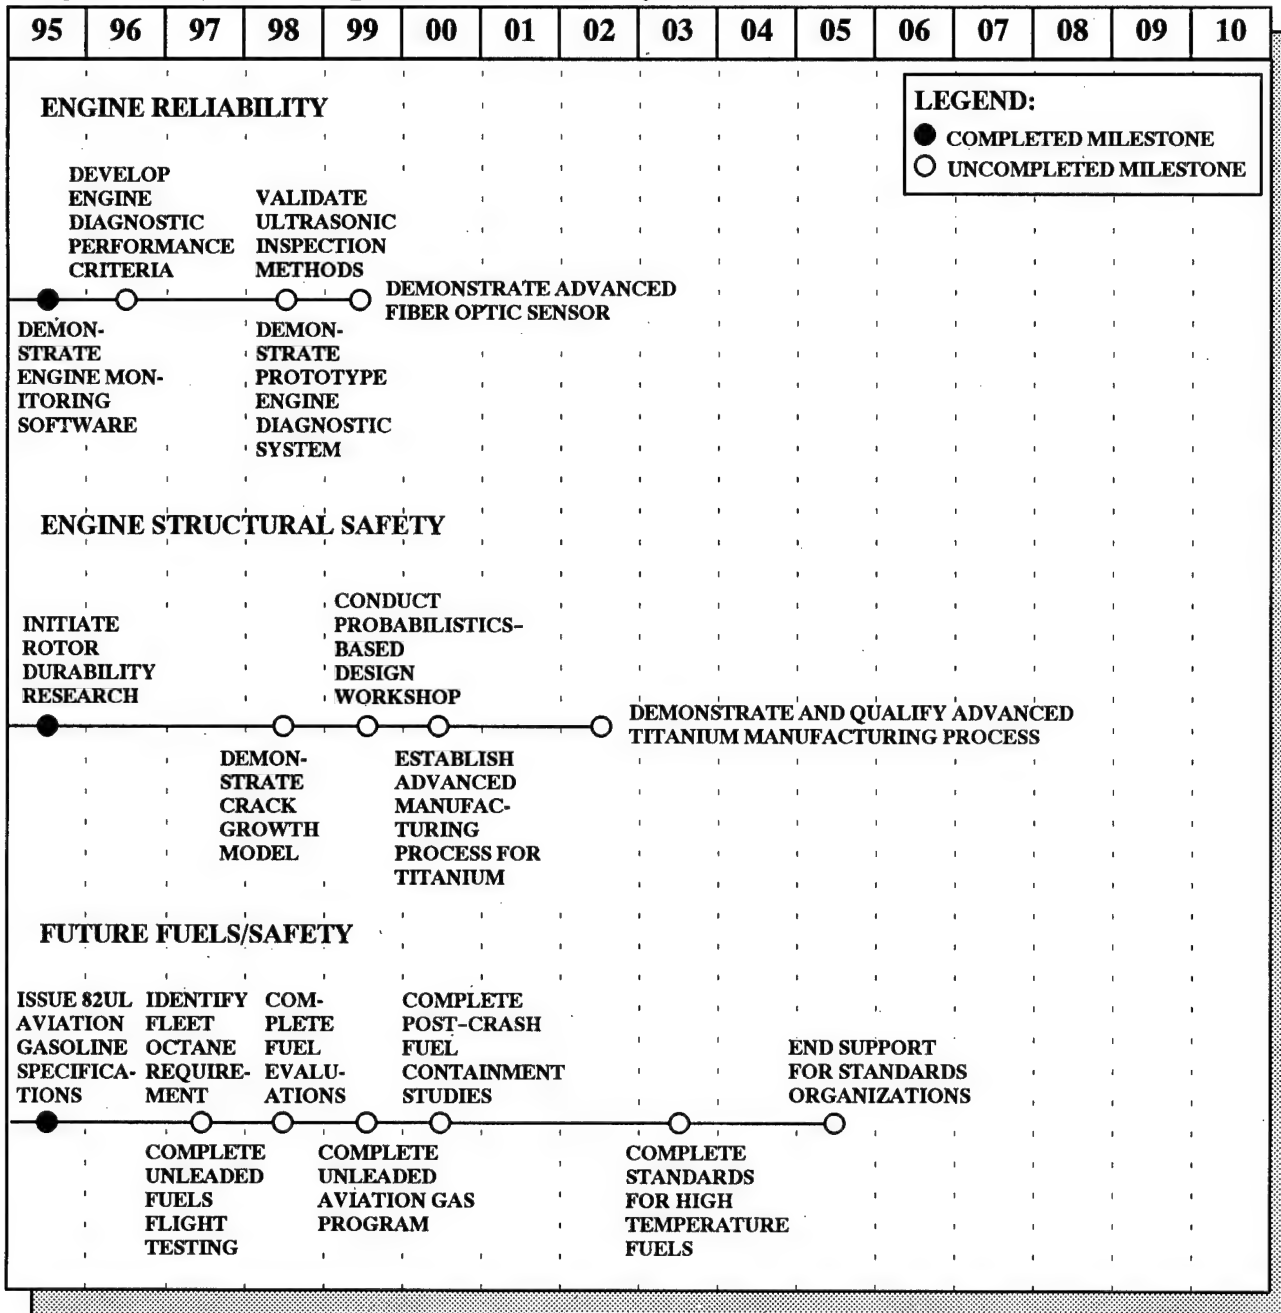 95 96 97 98 99 00 01 02 03 04 05 06 07 08 09 10
LEGEND:
COMPLETED MILESTONE
UNCOMPLETED MILESTONE
ENGINE RELIABILITY
DEVELOP
ENGINE
DIAGNOSTIC
PERFORMANCE
CRITERIA
VALIDATE
ULTRASONIC
INSPECTION
METHODS
DEMONSTRATE ADVANCED
FIBER OPTIC SENSOR
DEMON-
STRATE
ENGINE MON-
ITORING
SOFTWARE
DEMON-
STRATE
PROTOTYPE
ENGINE
DIAGNOSTIC
SYSTEM
ENGINE STRUCTURAL SAFETY
INITIATE
ROTOR
DURABILITY
RESEARCH
CONDUCT
PROBABILISTICS-
BASED
DESIGN
WORKSHOP
DEMONSTRATE AND QUALIFY ADVANCED
TITANIUM MANUFACTURING PROCESS
DEMON-
STRATE
CRACK
GROWTH
MODEL
ESTABLISH
ADVANCED
MANUFAC-
TURING
PROCESS FOR
TITANIUM
FUTURE FUELS/SAFETY
ISSUE 82UL
AVIATION
GASOLINE
SPECIFICA-
TIONS
IDENTIFY
FLEET
OCTANE
REQUIRE-
MENT
COM-
PLETE
FUEL
EVALU-
ATIONS
COMPLETE
POST-CRASH
FUEL
CONTAINMENT
STUDIES
END SUPPORT
FOR STANDARDS
ORGANIZATIONS
COMPLETE
UNLEADED
FUELS
FLIGHT
TESTING
COMPLETE
UNLEADED
AVIATION GAS
PROGRAM
COMPLETE
STANDARDS
FOR HIGH
TEMPERATURE
FUELS